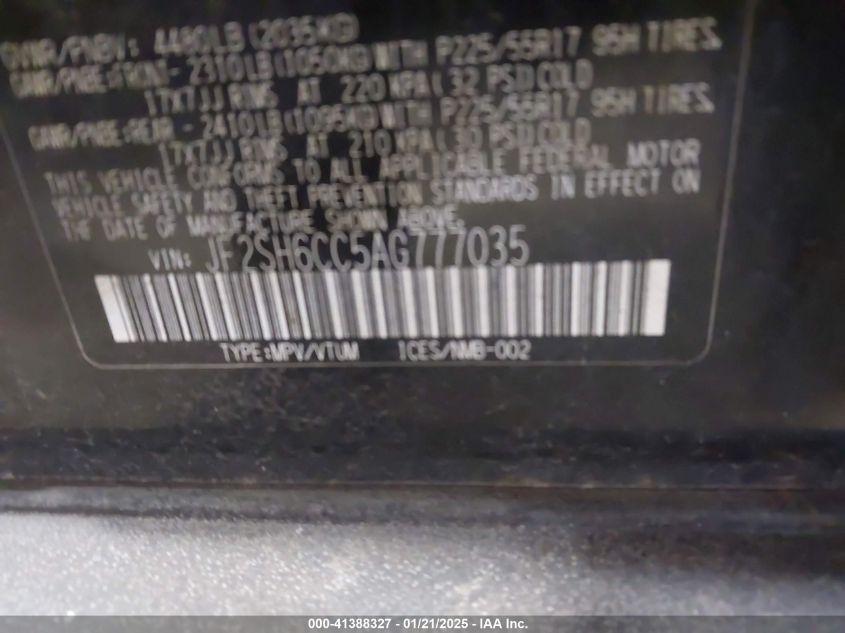 GVWR/PNBV: 4480LB (2035KG)
GAWR/PNBE:FRONT- 2310LB(1050KG)WITH P225/55R17 95H TIRES
17X7JJ RIMS AT 220 KPA( 32 PSI)COLD
GAWR/PNBE:REAR - 2410LB(1095KG)WITH P225/55R17 95H TIRES
17X7JJ RIMS AT 210 KPA( 30 PSI)COLD
THIS VEHICLE CONFORMS TO ALL APPLICABLE FEDERAL MOTOR
VEHICLE SAFETY AND THEFT PREVENTION STANDARDS IN EFFECT ON
THE DATE OF MANUFACTURE SHOWN ABOVE.
VIN: JF2SH6CC5AG777035
TYPE:MPV/VTUM ICES/NMB-002
000-41388327 - 01/21/2025 - IAA Inc.